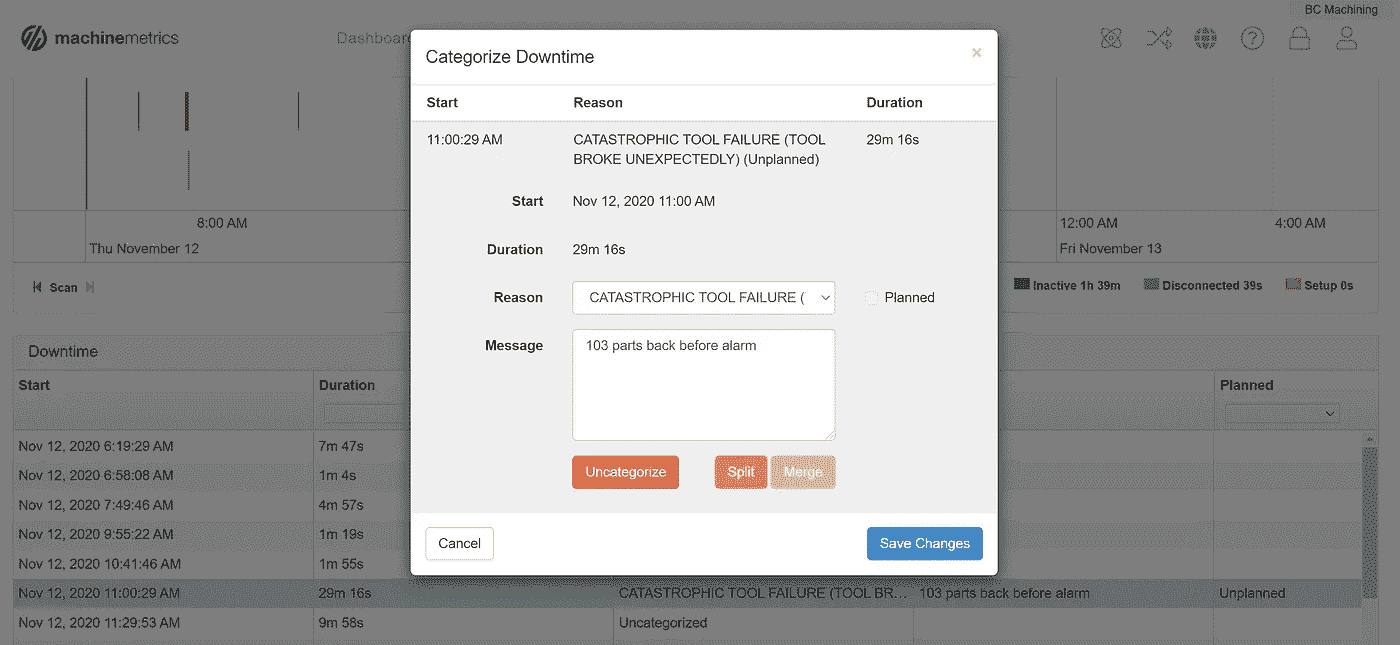 BC Machining
machinemetrics
Dashboar
Categorize Downtime
×
Start Reason Duration
11:00:29 AM CATASTROPHIC TOOL FAILURE (TOOL 29m 16s
BROKE UNEXPECTEDLY) (Unplanned)
Start Nov 12, 2020 11:00 AM
Duration 29m 16s
Reason CATASTROPHIC TOOL FAILURE ( Planned
Message 103 parts back before alarm
Uncategorize Split Merge
Cancel Save Changes
8:00 AM 12:00 AM 4:00 AM
Thu November 12 Fri November 13
Scan Inactive 1h 39m Disconnected 39s Setup 0s
Downtime
Start Duration Planned
Nov 12, 2020 6:19:29 AM 7m 47s
Nov 12, 2020 6:58:08 AM 1m 4s
Nov 12, 2020 7:49:46 AM 4m 57s
Nov 12, 2020 9:55:22 AM 1m 19s
Nov 12, 2020 10:41:46 AM 1m 55s
Nov 12, 2020 11:00:29 AM 29m 16s CATASTROPHIC TOOL FAILURE (TOOL BR... 103 parts back before alarm Unplanned
Nov 12, 2020 11:29:53 AM 9m 58s Uncategorized